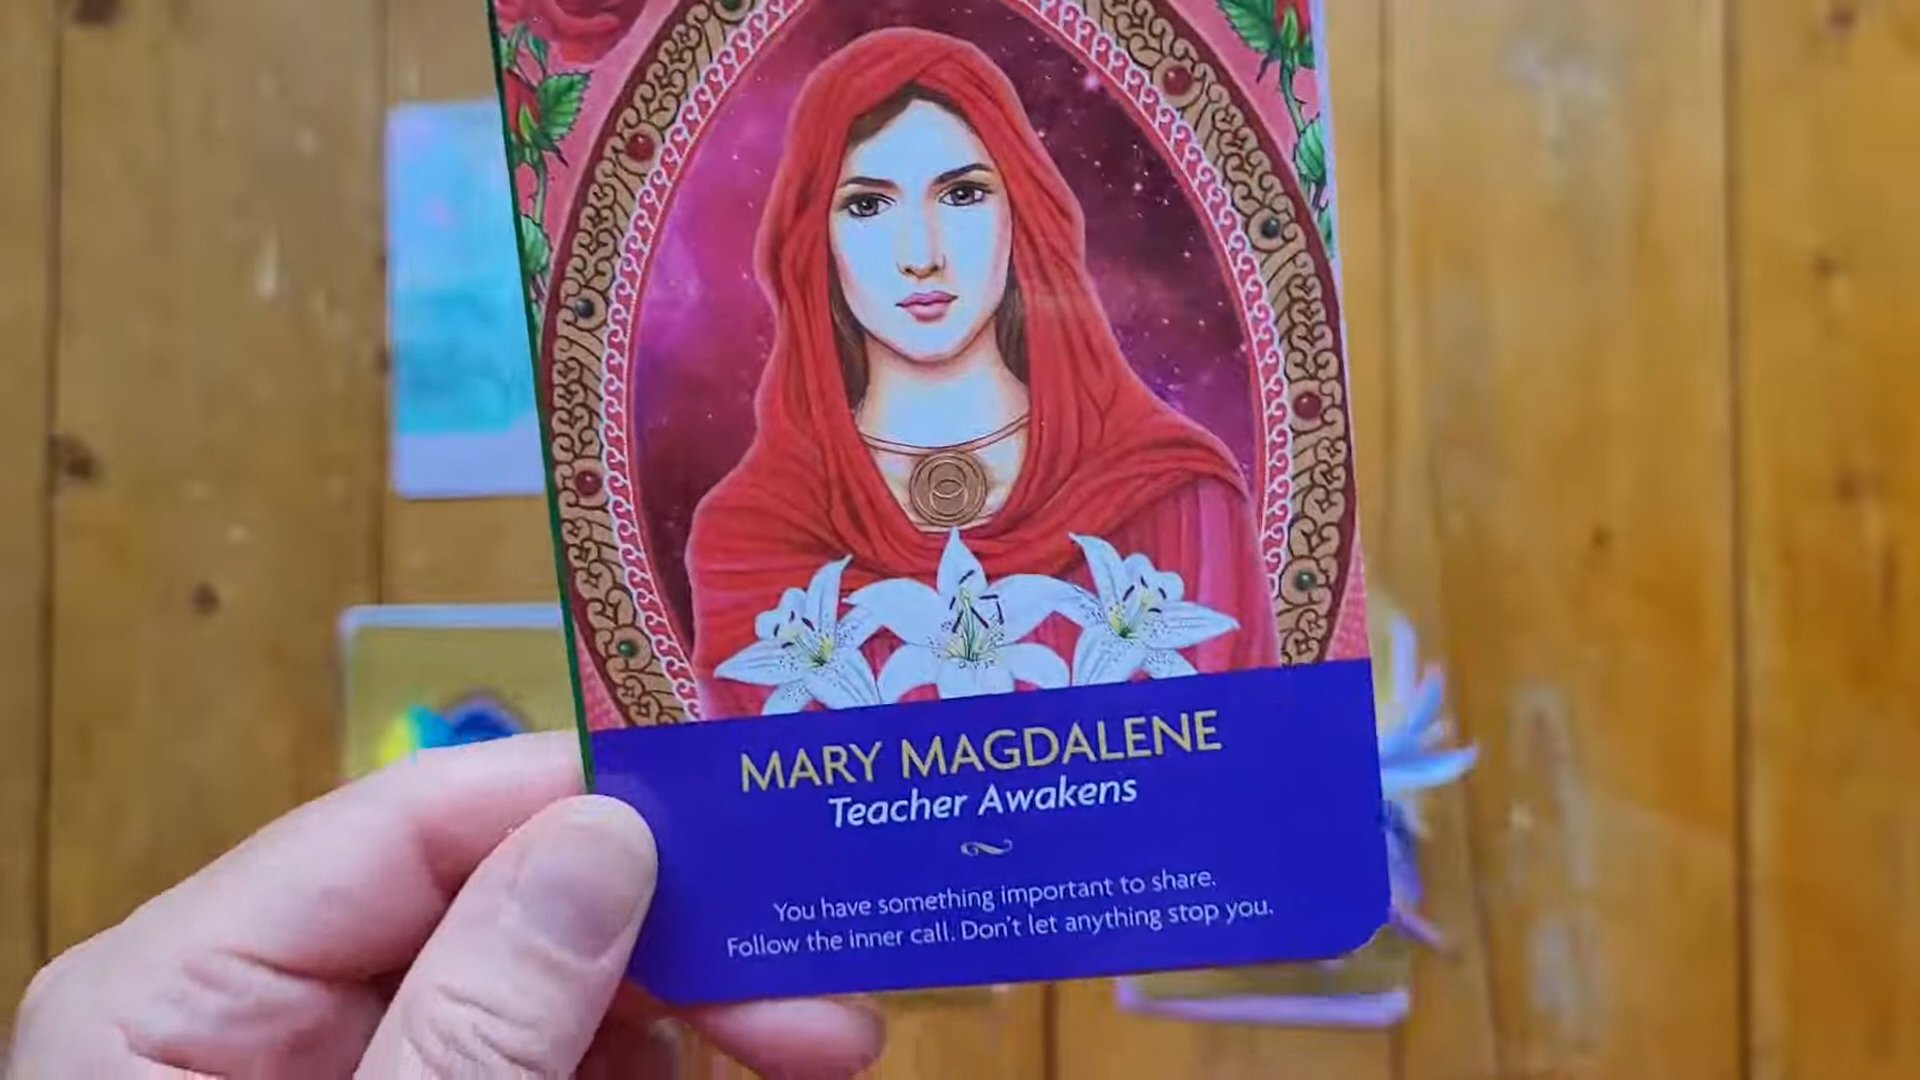 MARY MAGDALENE
Teacher Awakens
You have something important to share.
Follow the inner call. Don't let anything stop you.